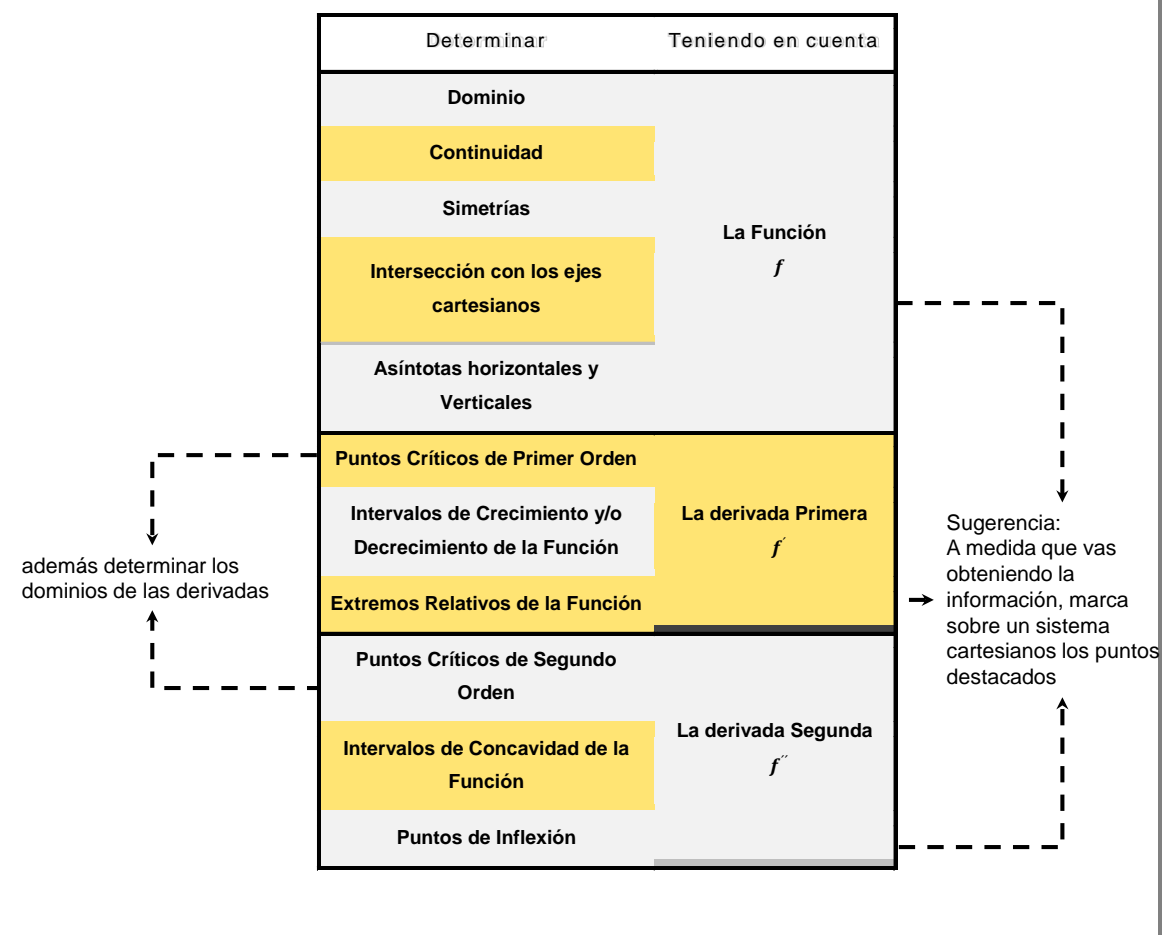 Determinar
Teniendo en cuenta
Dominio
Continuidad
Simetrías
Intersección con los ejes
cartesianos
Asíntotas horizontales y
Verticales
La Función
f
Puntos Críticos de Primer Orden
Intervalos de Crecimiento y/o
Decrecimiento de la Función
Extremos Relativos de la Función
La derivada Primera
f′
Puntos Críticos de Segundo
Orden
Intervalos de Concavidad de la
Función
Puntos de Inflexión
La derivada Segunda
f′′
además determinar los
dominios de las derivadas
Sugerencia:
A medida que vas
obteniendo la
información, marca
sobre un sistema
cartesianos los puntos
destacados